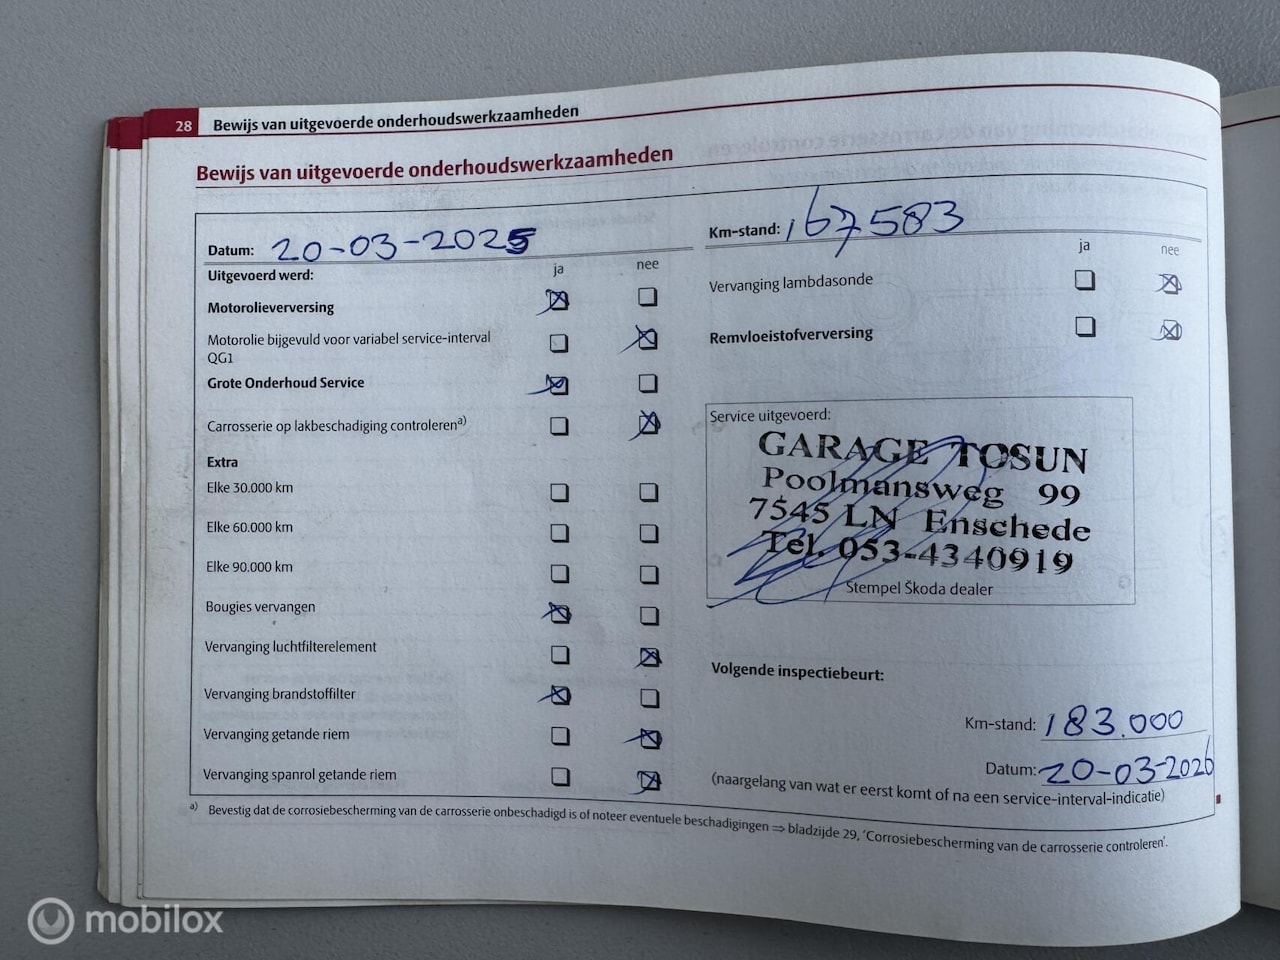 28 Bewijs van uitgevoerde onderhoudswerkzaamheden
Bewijs van uitgevoerde onderhoudswerkzaamheden
Datum: 20-03-2025
Uitgevoerd werd:
ja nee
Motorolieverversing
Motorolie bijgevuld voor variabel service-interval
QG1
Grote Onderhoud Service
Carrosserie op lakbeschadiging controleren a)
Extra
Elke 30.000 km
Elke 60.000 km
Elke 90.000 km
Bougies vervangen
Vervanging luchtfilterelement
Vervanging brandstoffilter
Vervanging getande riem
Vervanging spanrol getande riem
Km-stand: 167583
ja nee
Vervanging lambdasonde
Remvloeistofverversing
Service uitgevoerd:
GARAGE TOSUN
Poolmansweg 99
7545 LN Enschede
Tel. 053-4340919
Stempel Škoda dealer
Volgende inspectiebeurt:
Km-stand: 183.000
Datum: 20-03-2026
(naargelang van wat er eerst komt of na een service-interval-indicatie)
a) Bevestig dat de corrosiebescherming van de carrosserie onbeschadigd is of noteer eventuele beschadigingen ⇒ bladzijde 29, 'Corrosiebescherming van de carrosserie controleren'.
mobilox